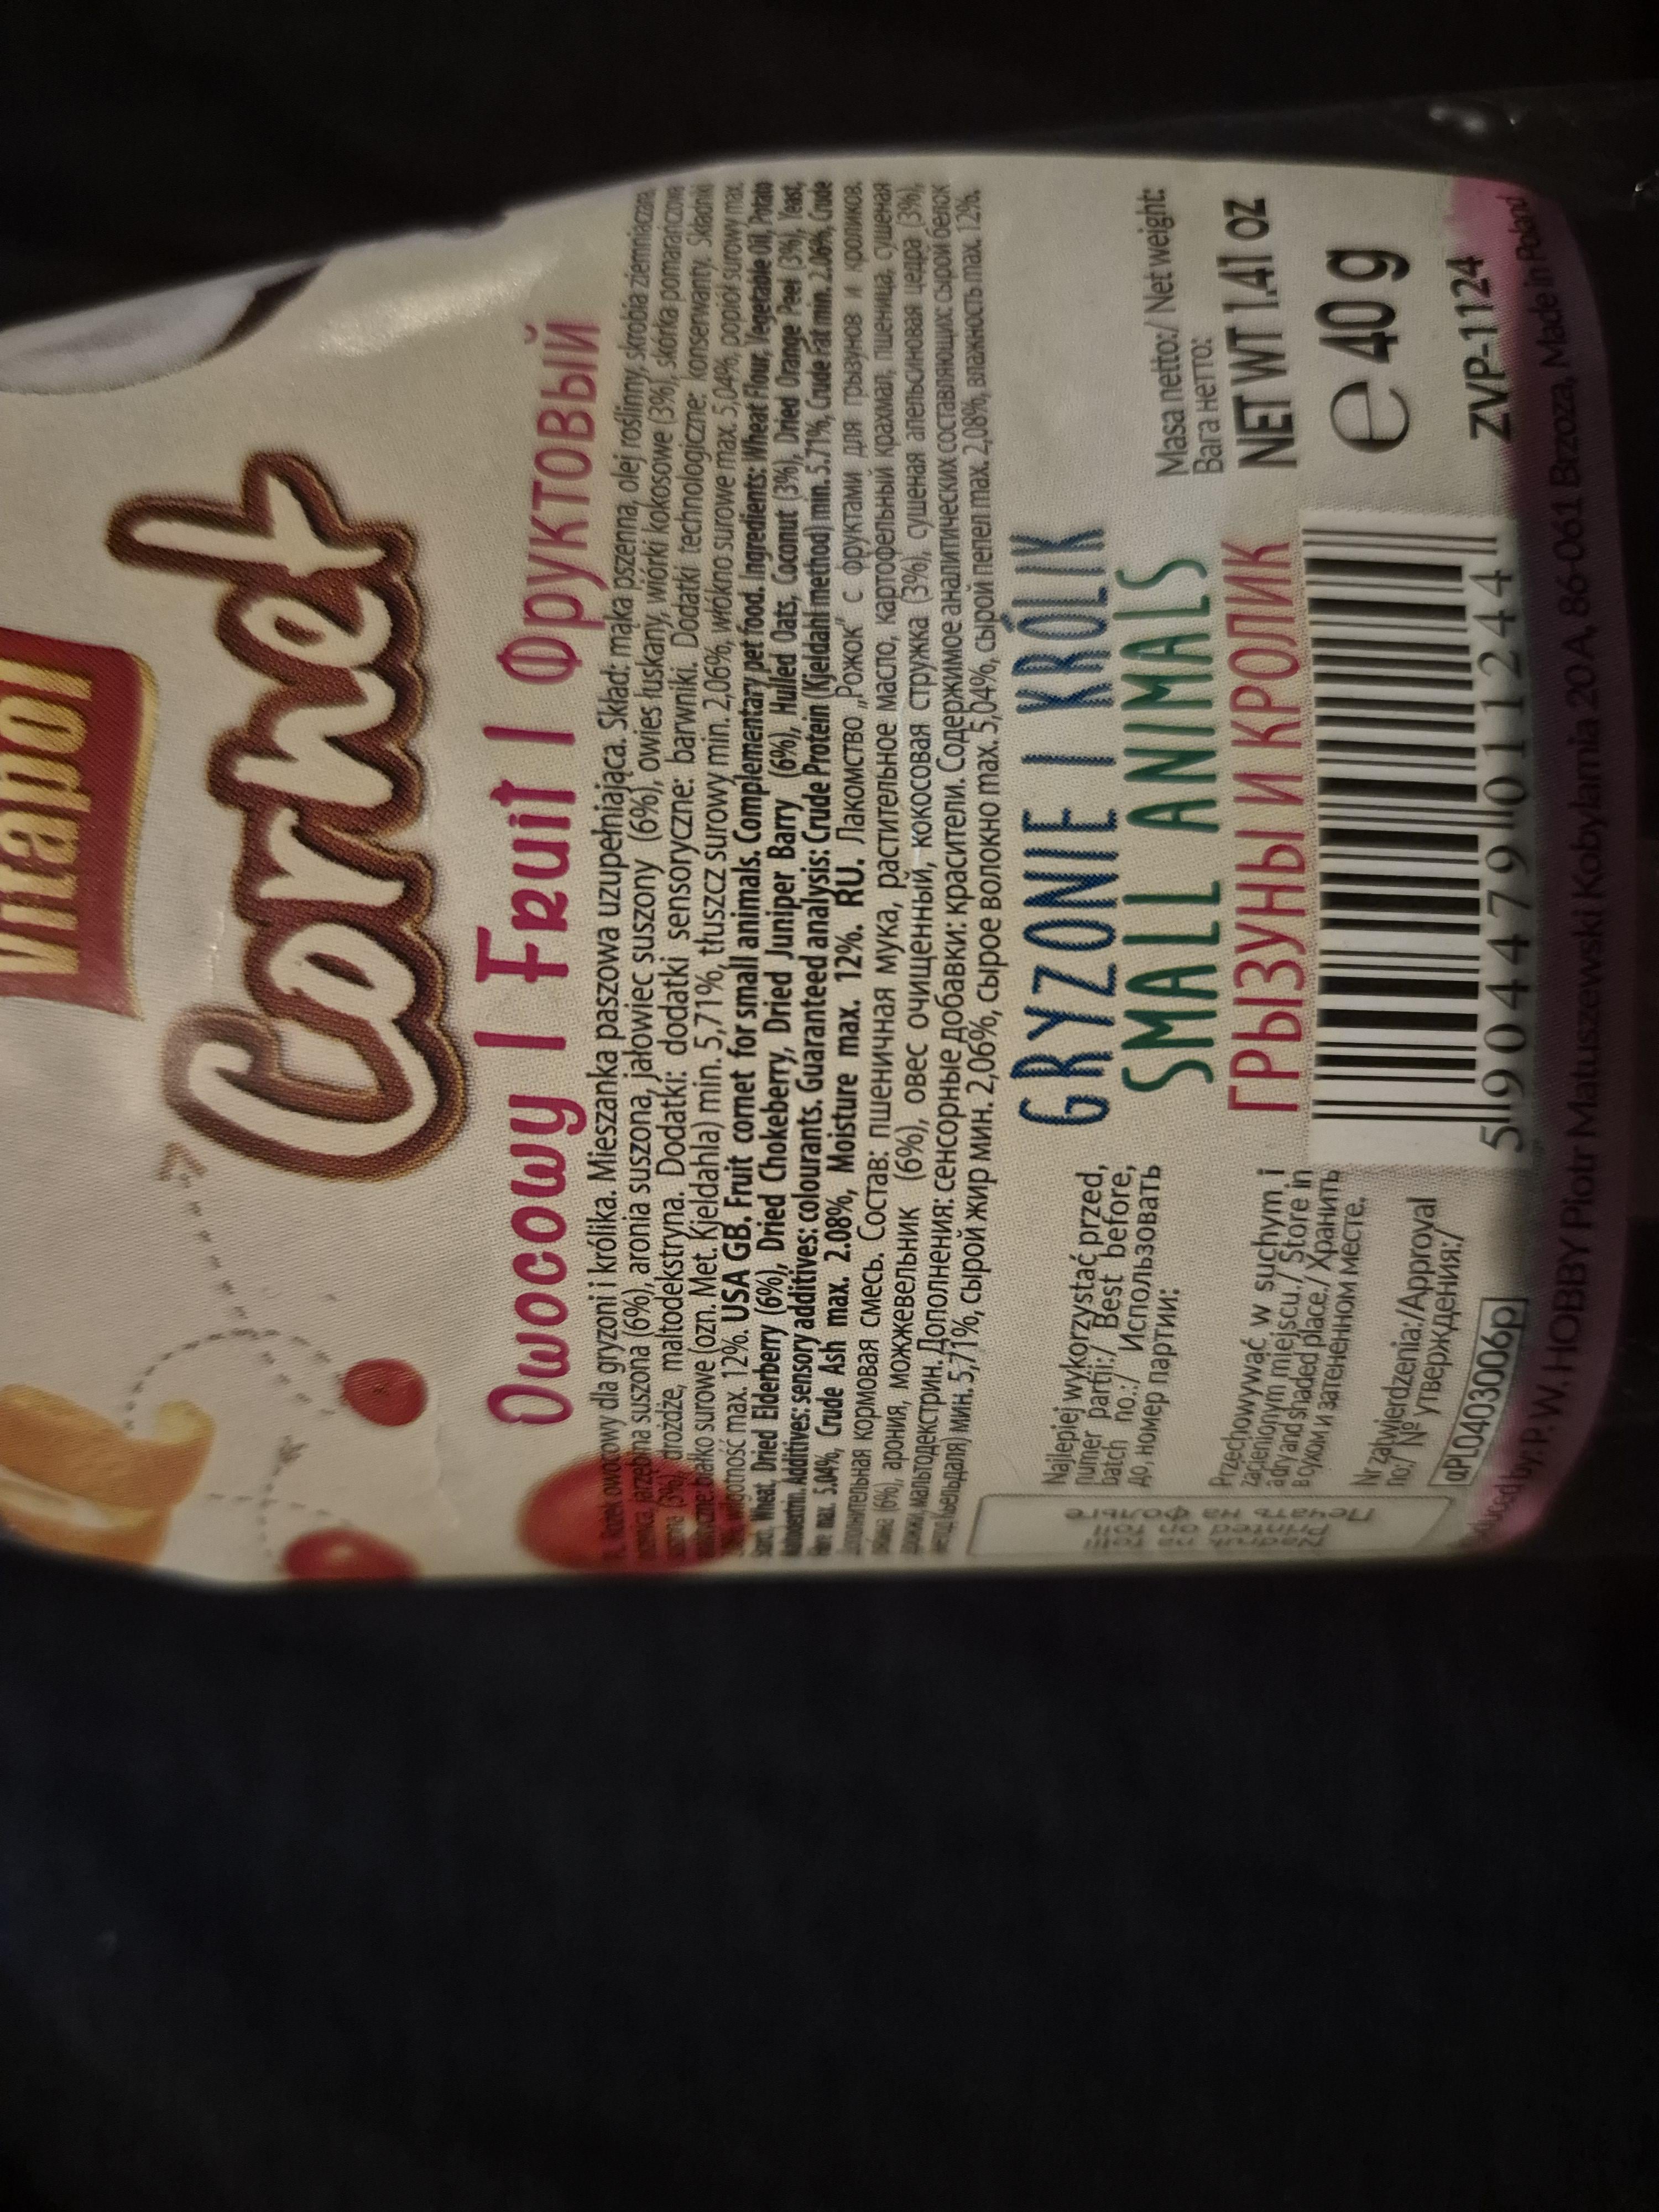 vitapol
Cornet
Owocowy | Fruit | Фруктовый
owocowy dla gryzoni i królika. Mieszanka paszowa uzupełniająca. Skład: mąka pszenna, olej roślinny, skrobia ziemniaczana,
suszona (6%), aronia suszona, jałowiec suszony (6%), owies łuskany, wiórki kokosowe (3%), skórka pomarańczowa
(3%), drożdże, maltodekstryna. Dodatki: dodatki sensoryczne: barwniki. Dodatki technologiczne: konserwanty. Składniki
białko surowe (ozn. Met. Kjeldahla) min. 5,71%, tłuszcz surowy min. 2,06%, włókno surowe max. 5,04%, popiół surowy max.
wilgotność max. 12%. USA GB. Fruit cornet for small animals. Complementary pet food. Ingredients: Wheat Flour, Vegetable Oil, Potato
Wheat, Dried Elderberry (6%), Dried Chokeberry, Dried Juniper Barry (6%), Hulled Oats, Coconut (3%), Dried Orange Peel (3%), Yeast,
Additives: sensory additives: colourants. Guaranteed analysis: Crude Protein (Kjeldahl method) min. 5.71%, Crude Fat min. 2.06%, Crude
max. 5.04%, Crude Ash max. 2.08%, Moisture max. 12%. RU. Лакомство „Рожок" с фруктами для грызунов и кроликов.
кормовая смесь. Состав: пшеничная мука, растительное масло, картофельный крахмал, пшеница, сушеная
(6%), арония, можжевельник (6%), овес очищенный, кокосовая стружка (3%), сушеная апельсиновая цедра (3%),
мальтодекстрин. Дополнения: сенсорные добавки: красители. Содержимое аналитических составляющих: сырой белок
мин. 5,71%, сырой жир мин. 2,06%, сырое волокно max. 5,04%, сырой пепел max. 2,08%, влажность max. 12%.
GRYZONIE I KRÓLIK
SMALL ANIMALS
ГРЫЗУНЫ И КРОЛИК
Najlepiej wykorzystać przed,
numer partii:/ Best before,
batch no.:/ Использовать
до, номер партии:
Przechowywać w suchym i
zacienionym miejscu./ Store in
a dry and shaded place./ Хранить
в сухом и затененном месте.
Nr zatwierdzenia:/Approval
no:/ № утверждения:/
αPL0403006p
Masa netto:/ Net weight:
Вага нетто:
NET WT 1.41 oz
e 40 g
ZVP-1124
5904479011244
by: P.W. HOBBY Piotr Matuszewski Kobylarnia 20A, 86-061 Brzoza, Made in Poland